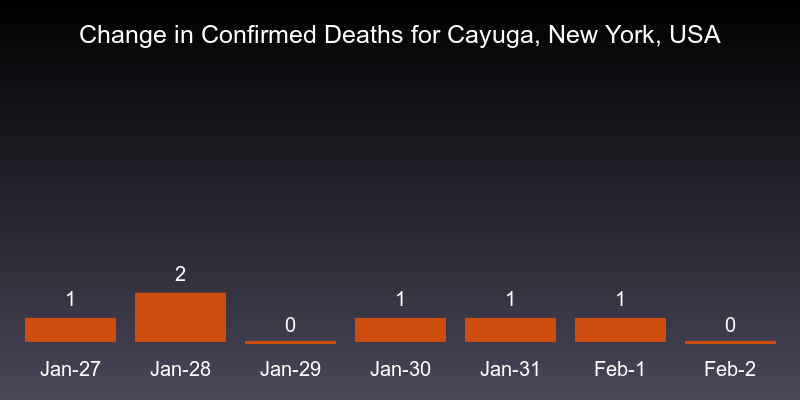 Change in Confirmed Deaths for Cayuga, New York, USA
1 2 0 1 1 1 0
Jan-27 Jan-28 Jan-29 Jan-30 Jan-31 Feb-1 Feb-2